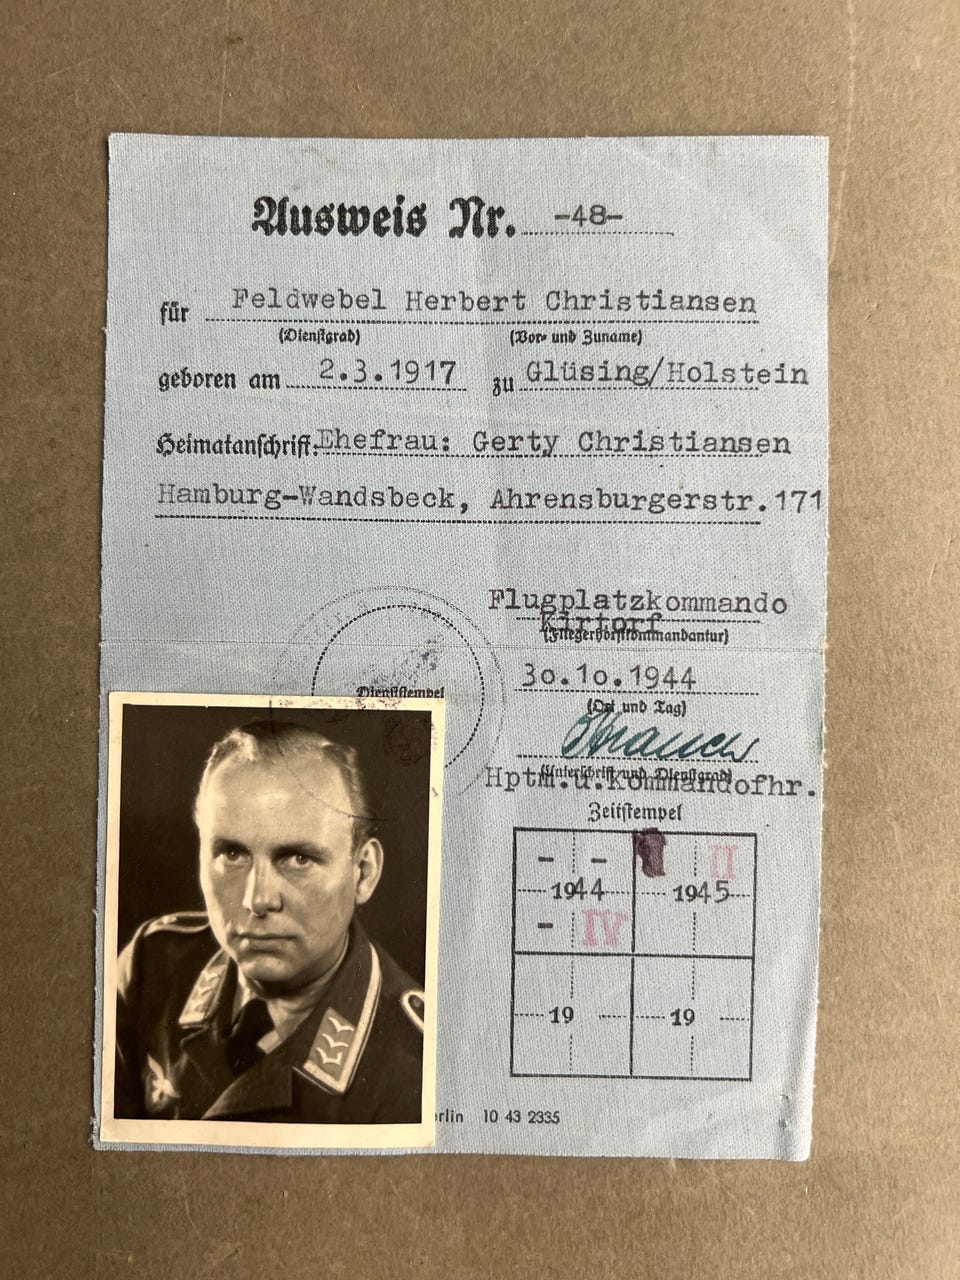 Ausweis Nr. -48-
für Feldwebel Herbert Christiansen
(Dienstgrad) (Vor- und Zuname)
geboren am 2.3.1917 zu Glüsing/Holstein
Heimatanschrift: Ehefrau: Gerty Christiansen
Hamburg-Wandsbeck, Ahrensburgerstr.171
Flugplatzkommando
Kirtorf
(Fliegerhorstkommandantur)
30.10.1944
(Ort und Tag)
Dienststempel
(Unterschrift und Dienstgrad)
Hptm.u.Kommandofhr.
Zeitstempel
- - II
1944 1945
- IV
19 19
erlin 10 43 2335